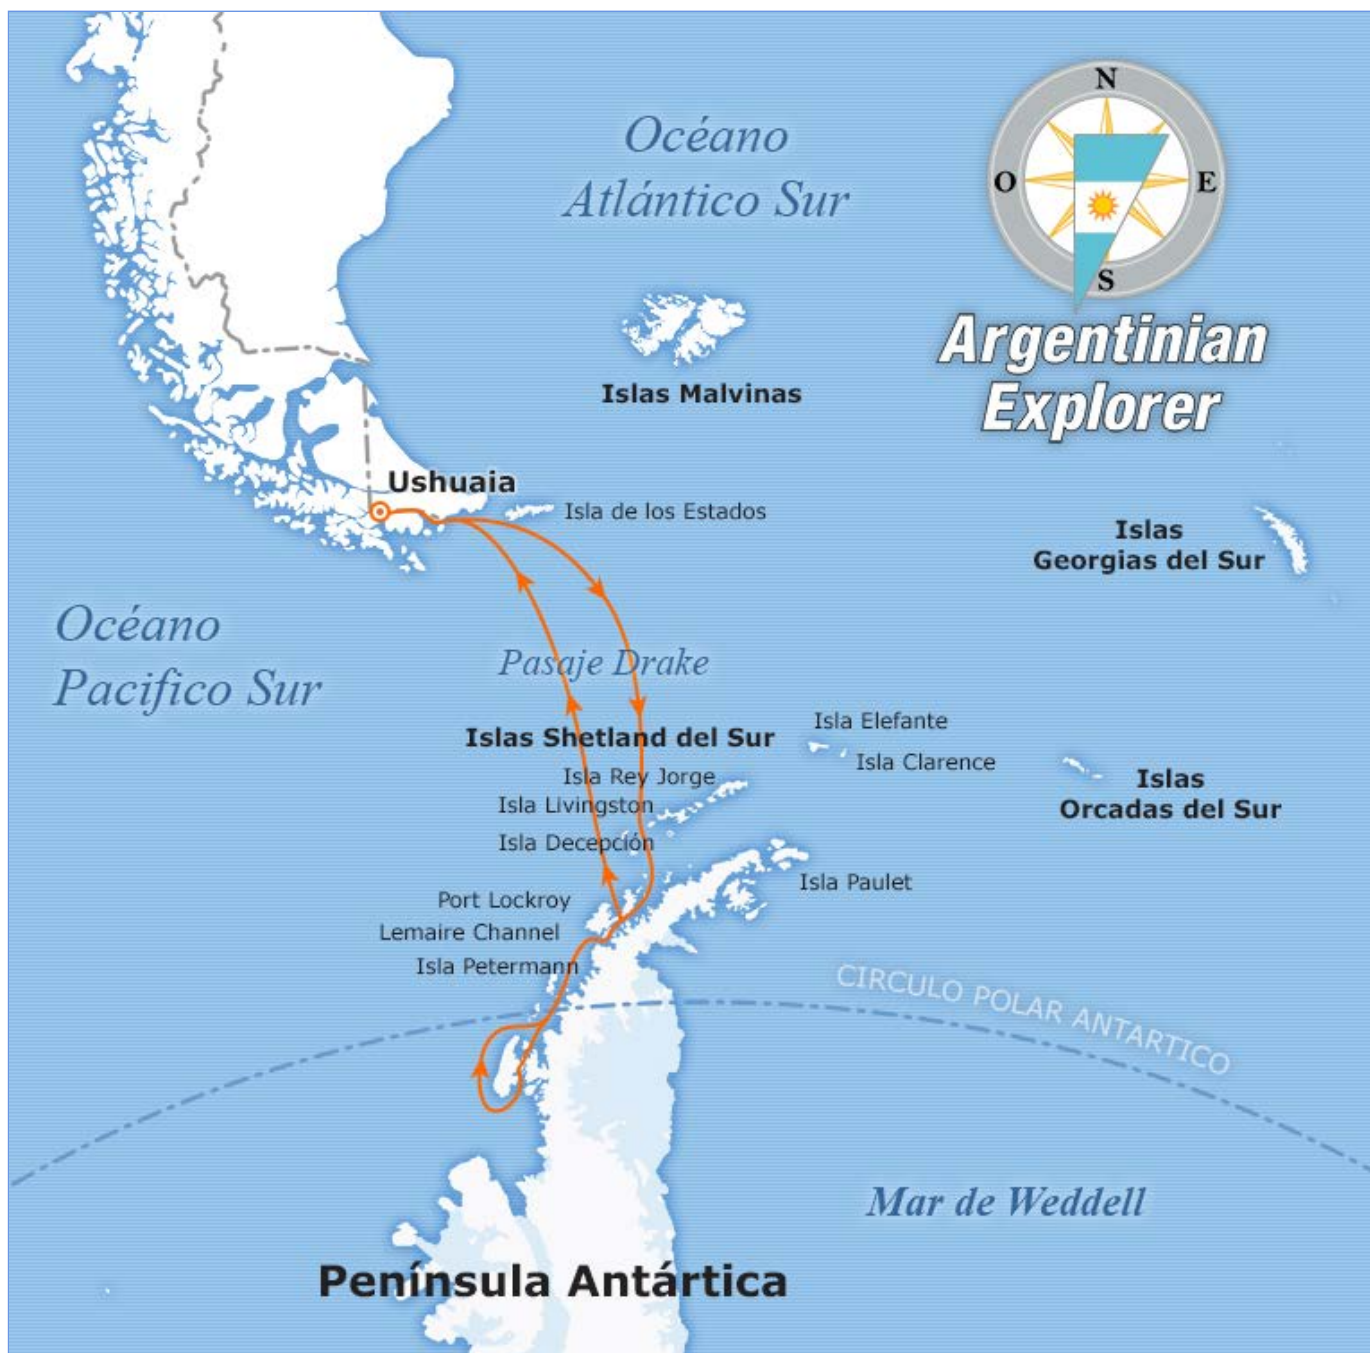 Océano
Atlántico Sur
N
O
E
S
Argentinian
Explorer
Islas Malvinas
Ushuaia
Isla de los Estados
Islas
Georgias del Sur
Océano
Pacifico Sur
Pasaje Drake
Islas Shetland del Sur
Isla Elefante
Isla Clarence
Isla Rey Jorge
Isla Livingston
Isla Decepción
Islas
Orcadas del Sur
Isla Paulet
Port Lockroy
Lemaire Channel
Isla Petermann
CIRCULO POLAR ANTARTICO
Mar de Weddell
Península Antártica